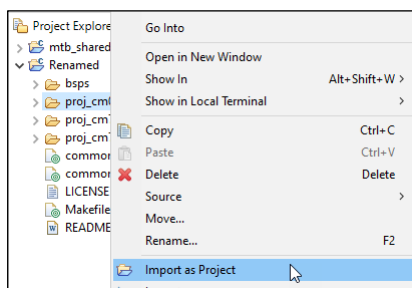 Project Explore
Go Into
mtb_shared
Renamed
Open in New Window
bsps
Show In Alt+Shift+W >
proj_cm
Show in Local Terminal >
proj_cm
proj_cm
Copy Ctrl+C
commor
Paste Ctrl+V
commor
Delete Delete
LICENSE
Source >
Makefile
Move...
README
Rename... F2
Import as Project